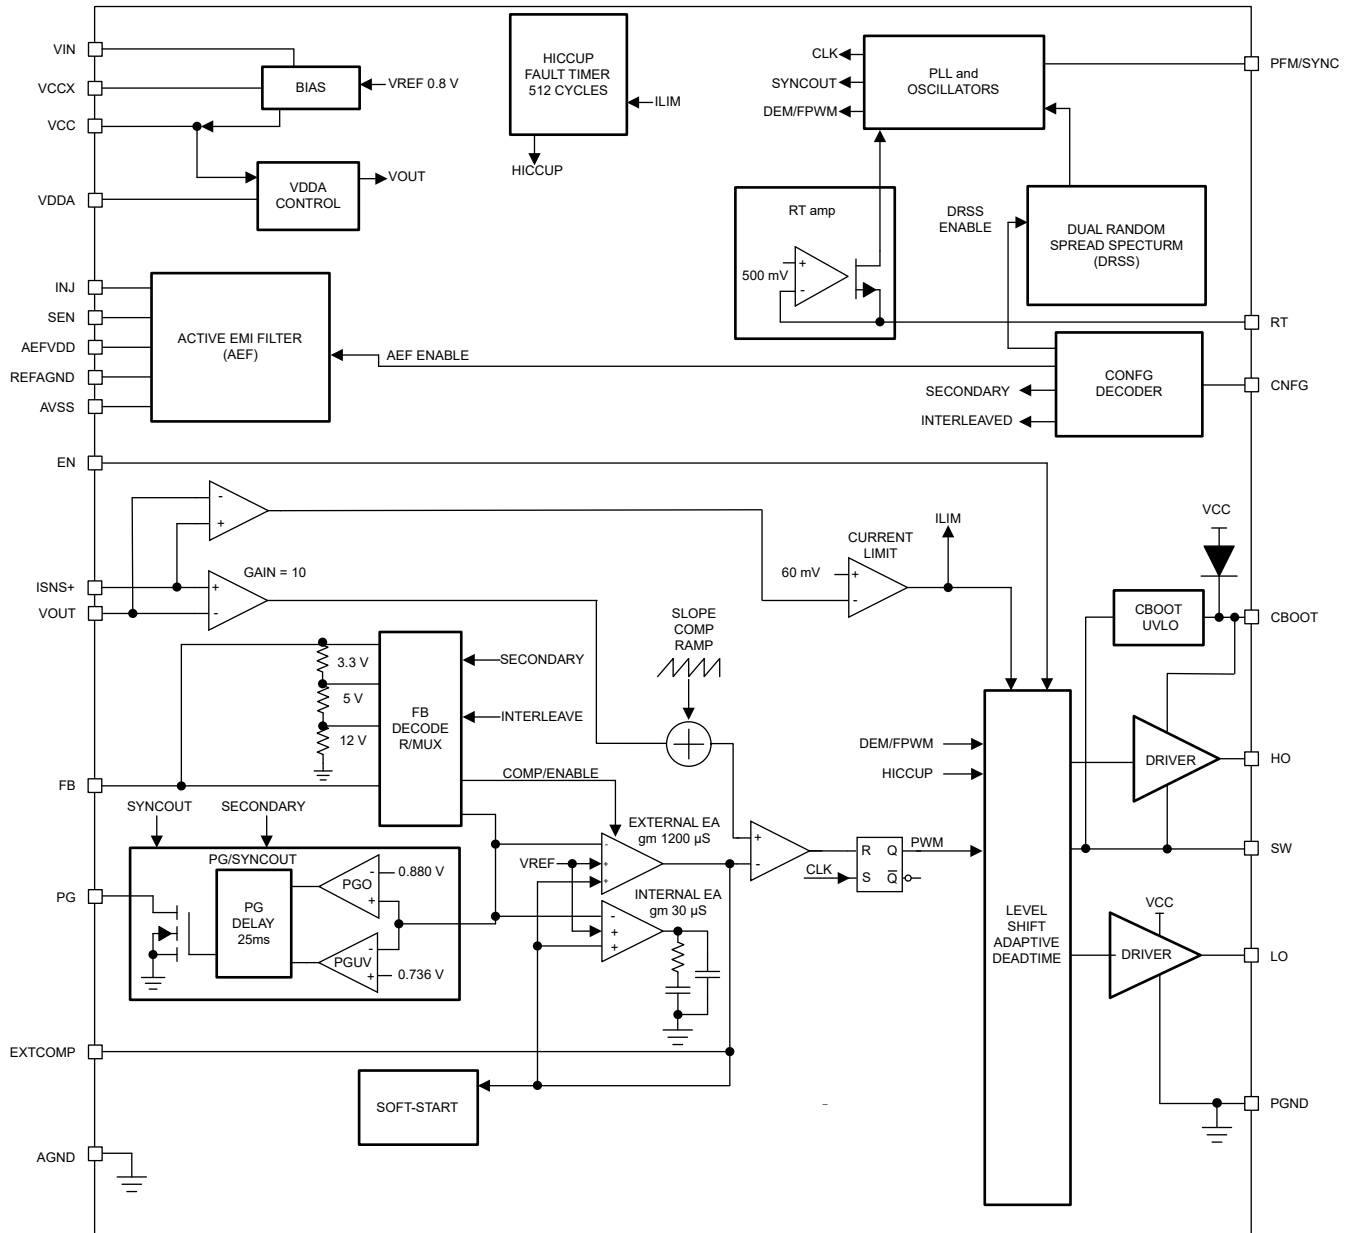 VIN
VCCX
VCC
VDDA
BIAS
VREF 0.8 V
VDDA
CONTROL
VOUT
HICCUP
FAULT TIMER
512 CYCLES
ILIM
HICCUP
CLK
SYNCOUT
DEM/FPWM
PLL and
OSCILLATORS
PFM/SYNC
RT amp
500 mV
+
-
DRSS
ENABLE
DUAL RANDOM
SPREAD SPECTURM
(DRSS)
RT
INJ
SEN
AEFVDD
REFAGND
AVSS
ACTIVE EMI FILTER
(AEF)
AEF ENABLE
CONFG
DECODER
SECONDARY
INTERLEAVED
CNFG
EN
-
+
ISNS+
VOUT
+
-
GAIN = 10
CURRENT
LIMIT
60 mV
+
-
ILIM
VCC
CBOOT
UVLO
CBOOT
SLOPE
COMP
RAMP
3.3 V
5 V
12 V
FB
DECODE
R/MUX
SECONDARY
INTERLEAVE
COMP/ENABLE
FB
DEM/FPWM
HICCUP
DRIVER
HO
SYNCOUT
SECONDARY
PG/SYNCOUT
PG
PG
DELAY
25ms
PGO
-
+
0.880 V
PGUV
-
+
0.736 V
EXTERNAL EA
gm 1200 µS
VREF
-
+
+
INTERNAL EA
gm 30 µS
-
+
+
+
-
CLK
R Q
S Q
PWM
LEVEL
SHIFT
ADAPTIVE
DEADTIME
SW
VCC
DRIVER
LO
EXTCOMP
SOFT-START
PGND
AGND